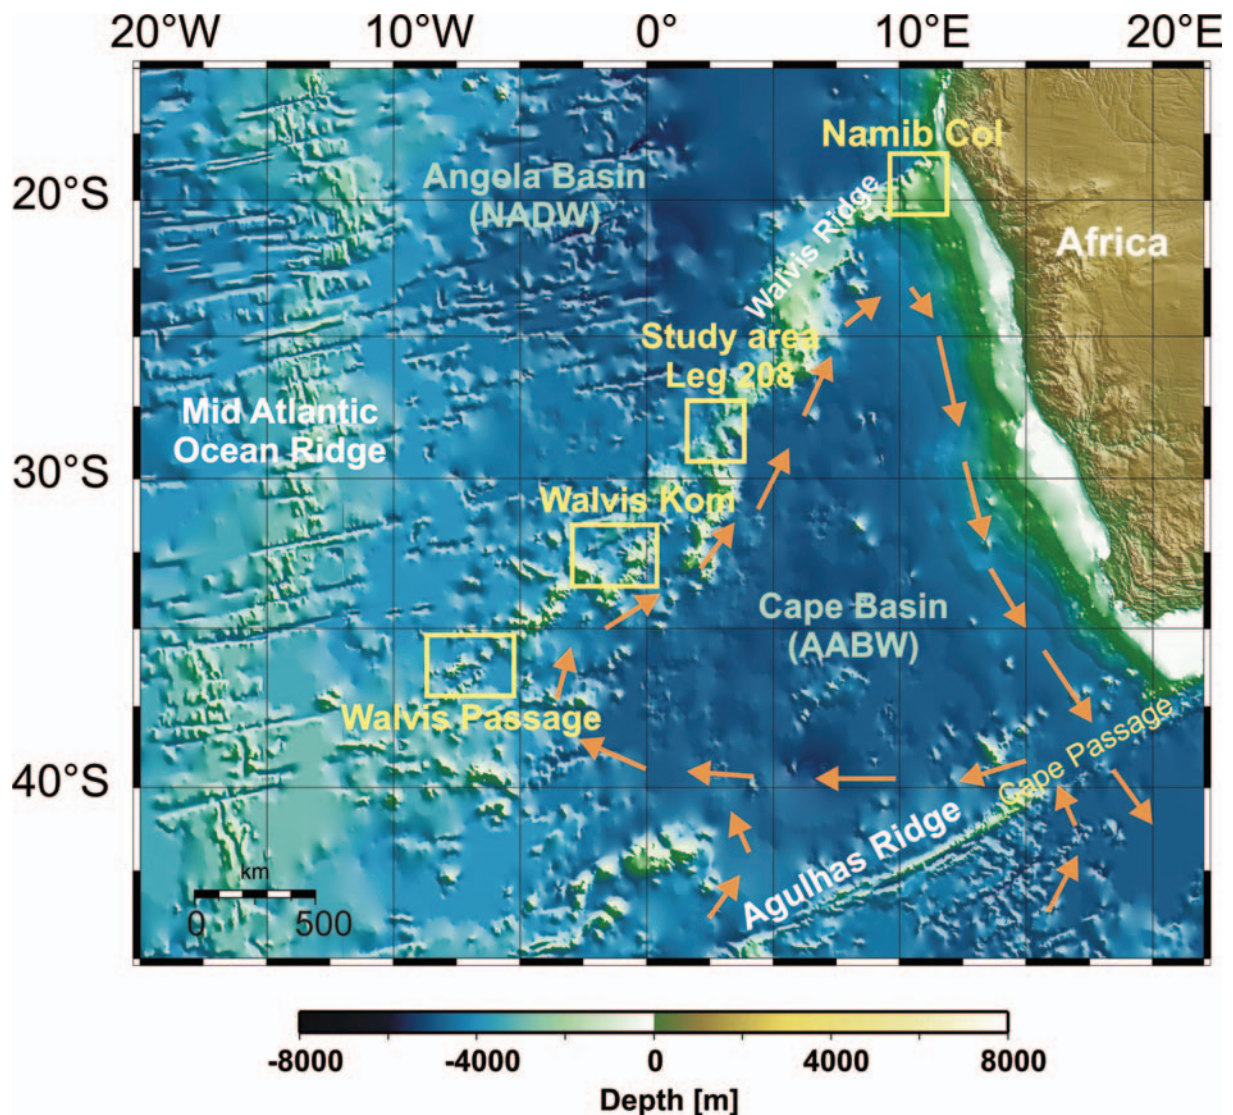 20°W 10°W 0° 10°E 20°E
Namib Col
Angola Basin
(NADW)
20°S
Walvis Ridge
Africa
Study area
Leg 208
Mid Atlantic
Ocean Ridge
30°S
Walvis Kom
Cape Basin
(AABW)
Walvis Passage
Cape Passage
40°S
Agulhas Ridge
km
0 500
-8000 -4000 0 4000 8000
Depth [m]